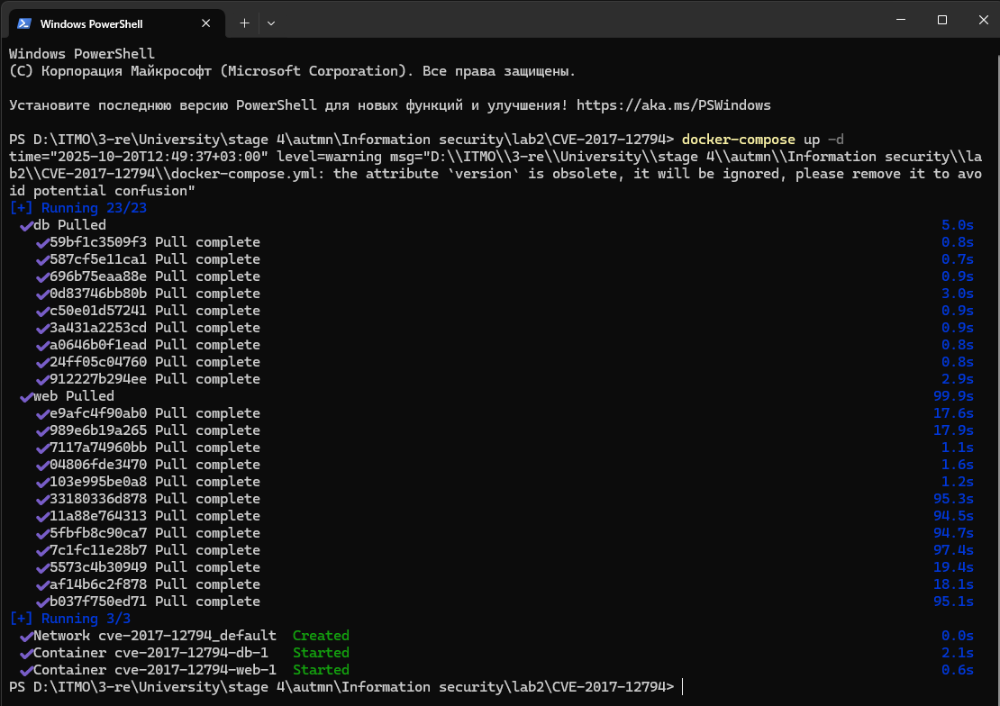 Windows PowerShell
Windows PowerShell
(C) Корпорация Майкрософт (Microsoft Corporation). Все права защищены.
Установите последнюю версию PowerShell для новых функций и улучшения! https://aka.ms/PSWindows
PS D:\ITMO\3-re\University\stage 4\autmn\Information security\lab2\CVE-2017-12794> docker-compose up -d
time="2025-10-20T12:49:37+03:00" level=warning msg="D:\\ITMO\\3-re\\University\\stage 4\\autmn\\Information security\\la
b2\\CVE-2017-12794\\docker-compose.yml: the attribute `version` is obsolete, it will be ignored, please remove it to avo
id potential confusion"
[+] Running 23/23
✔db Pulled 5.0s
✔59bf1c3509f3 Pull complete 0.8s
✔587cf5e11ca1 Pull complete 0.7s
✔696b75eaa88e Pull complete 0.9s
✔0d83746bb80b Pull complete 3.0s
✔c50e01d57241 Pull complete 0.9s
✔3a431a2253cd Pull complete 0.9s
✔a0646b0f1ead Pull complete 0.8s
✔24ff05c04760 Pull complete 0.8s
✔912227b294ee Pull complete 2.9s
✔web Pulled 99.9s
✔e9afc4f90ab0 Pull complete 17.6s
✔989e6b19a265 Pull complete 17.9s
✔7117a74960bb Pull complete 1.1s
✔04806fde3470 Pull complete 1.6s
✔103e995be0a8 Pull complete 1.2s
✔33180336d878 Pull complete 95.3s
✔11a88e764313 Pull complete 94.5s
✔5fbfb8c90ca7 Pull complete 94.7s
✔7c1fc11e28b7 Pull complete 97.4s
✔5573c4b30949 Pull complete 19.4s
✔af14b6c2f878 Pull complete 18.1s
✔b037f750ed71 Pull complete 95.1s
[+] Running 3/3
✔Network cve-2017-12794_default Created 0.0s
✔Container cve-2017-12794-db-1 Started 2.1s
✔Container cve-2017-12794-web-1 Started 0.6s
PS D:\ITMO\3-re\University\stage 4\autmn\Information security\lab2\CVE-2017-12794>